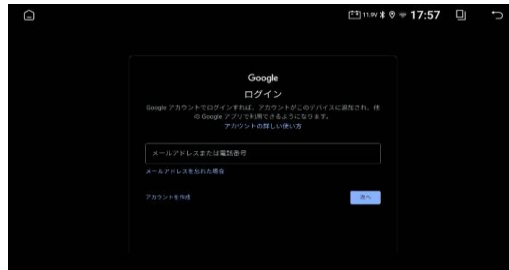 11.9V 17:57
Google
ログイン
Google アカウントでログインすれば、アカウントがこのデバイスに追加され、他
の Google アプリで利用できるようになります。
アカウントの詳しい使い方
メールアドレスまたは電話番号
メールアドレスを忘れた場合
アカウントを作成
次へ